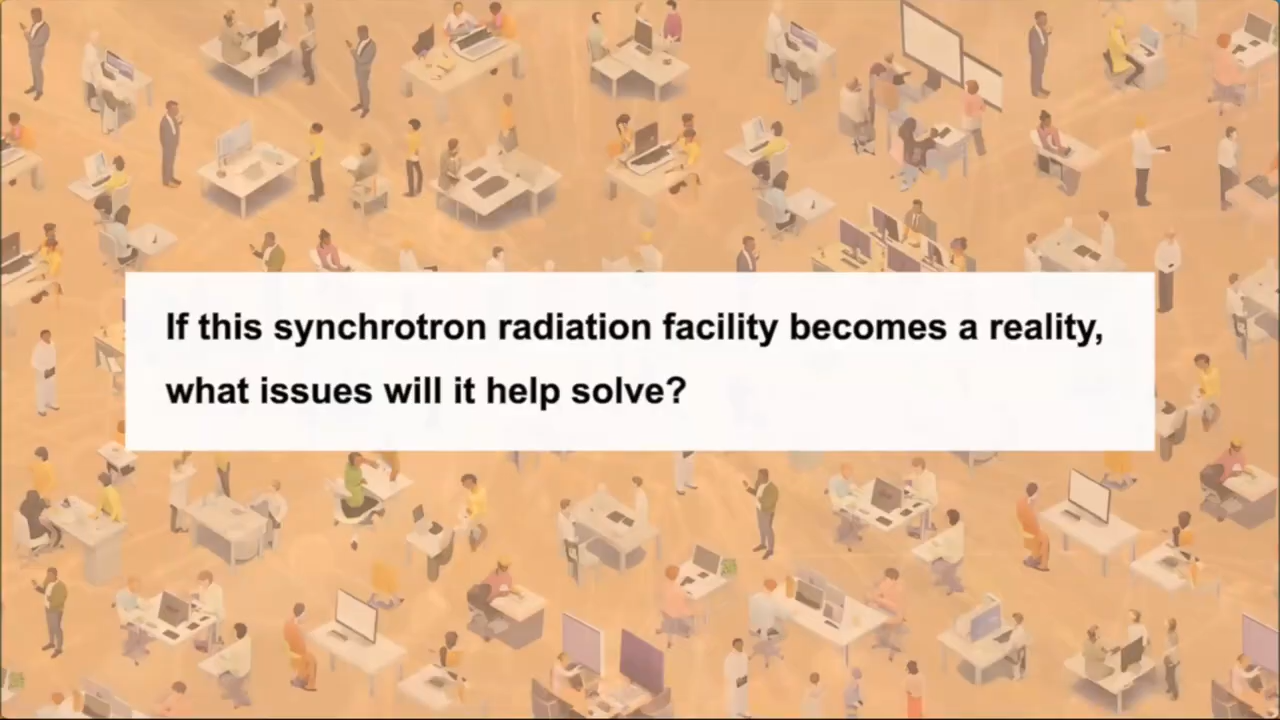 If this synchrotron radiation facility becomes a reality,
what issues will it help solve?